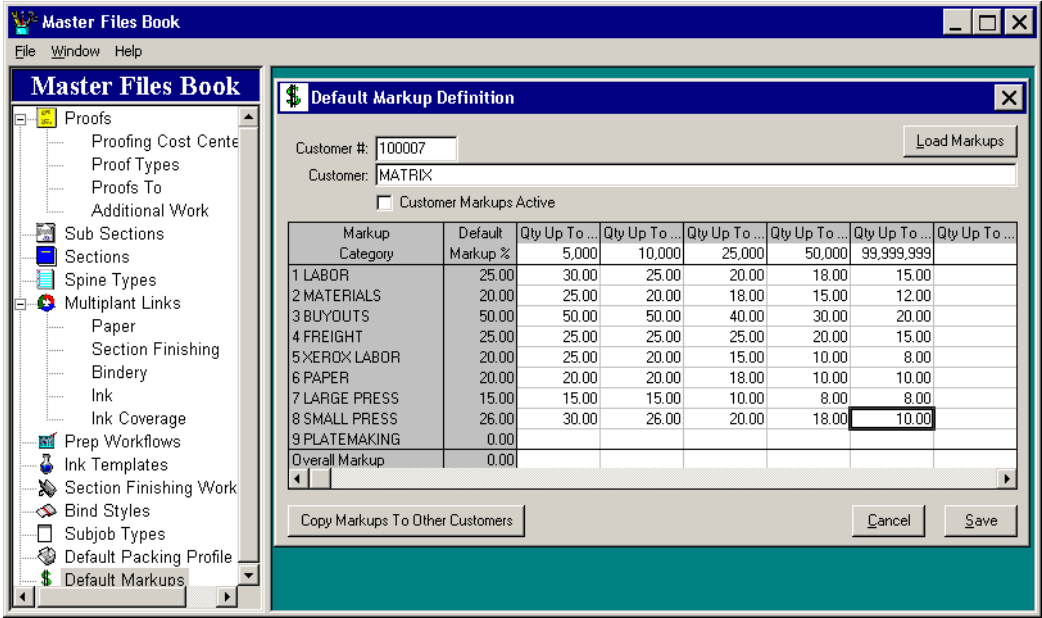 Master Files Book
File Window Help
Master Files Book
Proofs
Proofing Cost Cente
Proof Types
Proofs To
Additional Work
Sub Sections
Sections
Spine Types
Multiplant Links
Paper
Section Finishing
Bindery
Ink
Ink Coverage
Prep Workflows
Ink Templates
Section Finishing Work
Bind Styles
Subjob Types
Default Packing Profile
Default Markups
Default Markup Definition
Customer #: 100007
Load Markups
Customer: MATRIX
Customer Markups Active
Markup Default Qty Up To ... Qty Up To ... Qty Up To ... Qty Up To ... Qty Up To ... Qty Up To ...
Category Markup % 5,000 10,000 25,000 50,000 99,999,999
1 LABOR 25.00 30.00 25.00 20.00 18.00 15.00
2 MATERIALS 20.00 25.00 20.00 18.00 15.00 12.00
3 BUYOUTS 50.00 50.00 50.00 40.00 30.00 20.00
4 FREIGHT 25.00 25.00 25.00 25.00 20.00 15.00
5 XEROX LABOR 20.00 25.00 20.00 15.00 10.00 8.00
6 PAPER 20.00 20.00 20.00 18.00 10.00 10.00
7 LARGE PRESS 15.00 15.00 15.00 10.00 8.00 8.00
8 SMALL PRESS 26.00 30.00 26.00 20.00 18.00 10.00
9 PLATEMAKING 0.00
Overall Markup 0.00
Copy Markups To Other Customers
Cancel
Save